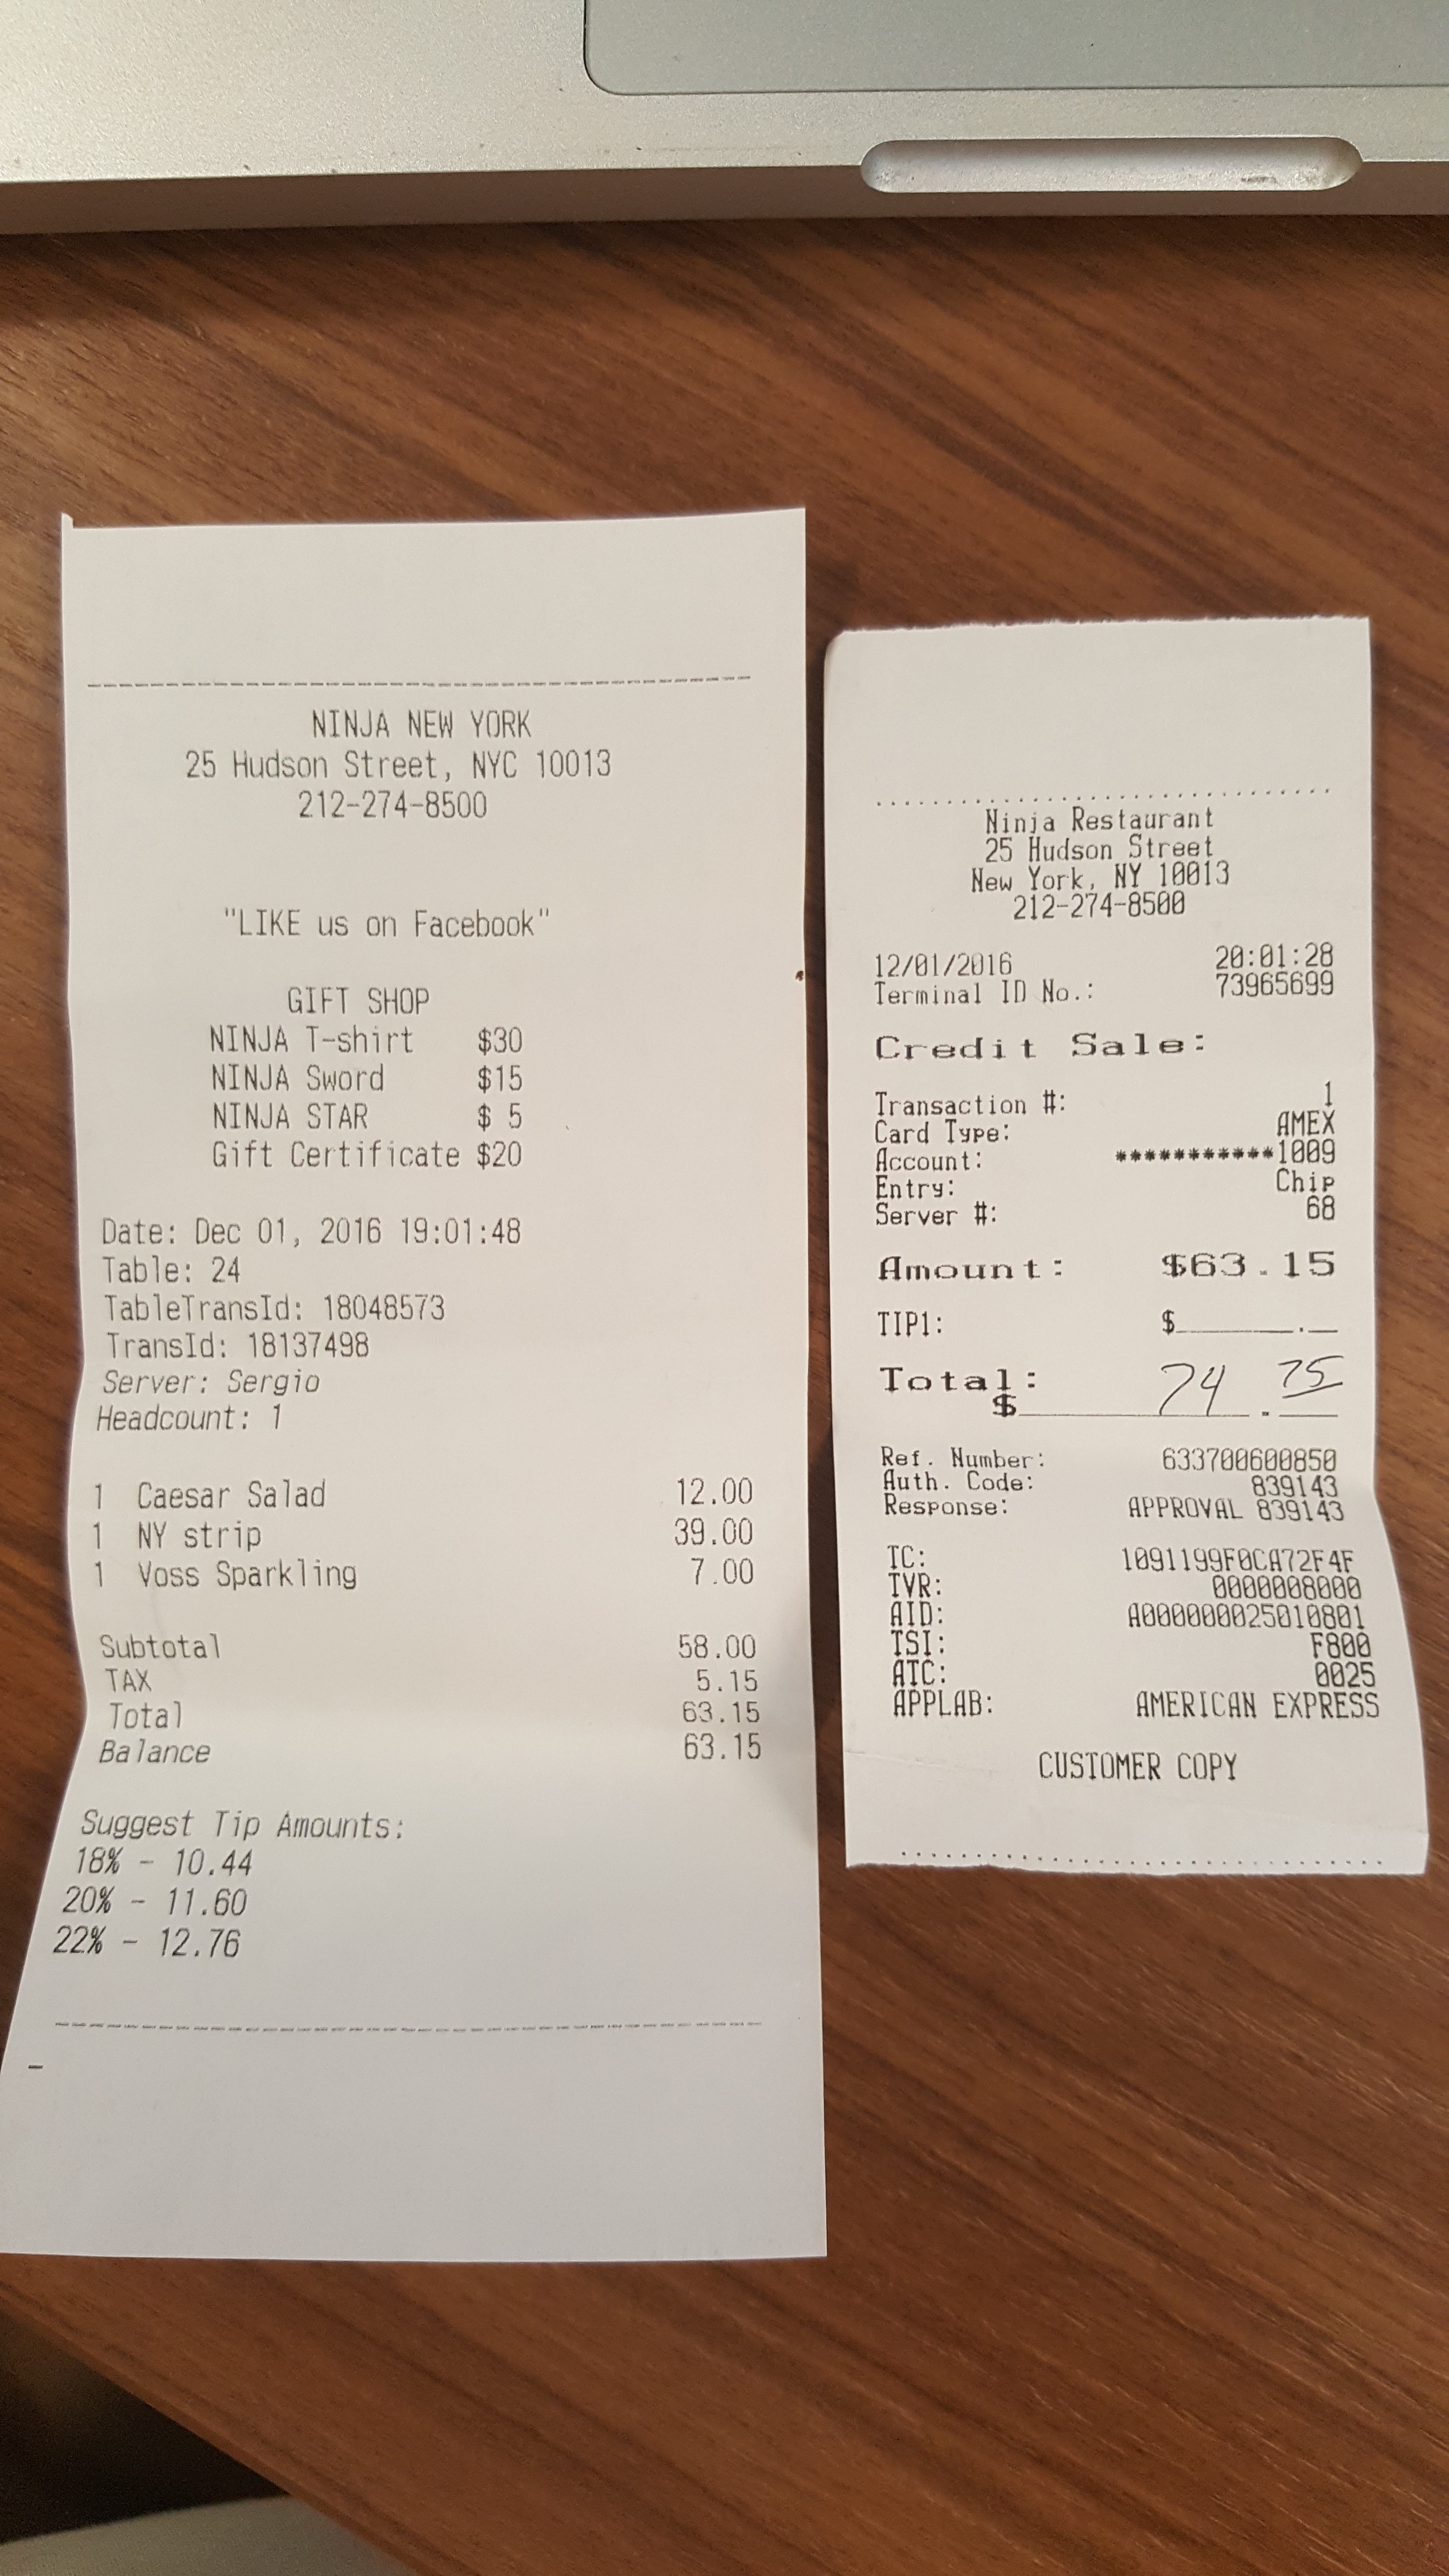 NINJA NEW YORK
25 Hudson Street, NYC 10013
212-274-8500
"LIKE us on Facebook"
GIFT SHOP
NINJA T-shirt $30
NINJA Sword $15
NINJA STAR $ 5
Gift Certificate $20
Date: Dec 01, 2016 19:01:48
Table: 24
TableTransId: 18048573
TransId: 18137498
Server: Sergio
Headcount: 1
1 Caesar Salad 12.00
1 NY strip 39.00
1 Voss Sparkling 7.00
Subtotal 58.00
TAX 5.15
Total 63.15
Balance 63.15
Suggest Tip Amounts:
18% - 10.44
20% - 11.60
22% - 12.76
Ninja Restaurant
25 Hudson Street
New York, NY 10013
212-274-8500
12/01/2016 20:01:28
Terminal ID No.: 73965699
Credit Sale:
Transaction #: 1
Card Type: AMEX
Account: ***********1009
Entry: Chip
Server #: 68
Amount: $63.15
TIP1: $______.__
Total: 74 75
$__________.__
Ref. Number: 633700600850
Auth. Code: 839143
Response: APPROVAL 839143
TC: 1091199F0CA72F4F
TVR: 0000008000
AID: A000000025010801
TSI: F800
ATC: 0025
APPLAB: AMERICAN EXPRESS
CUSTOMER COPY